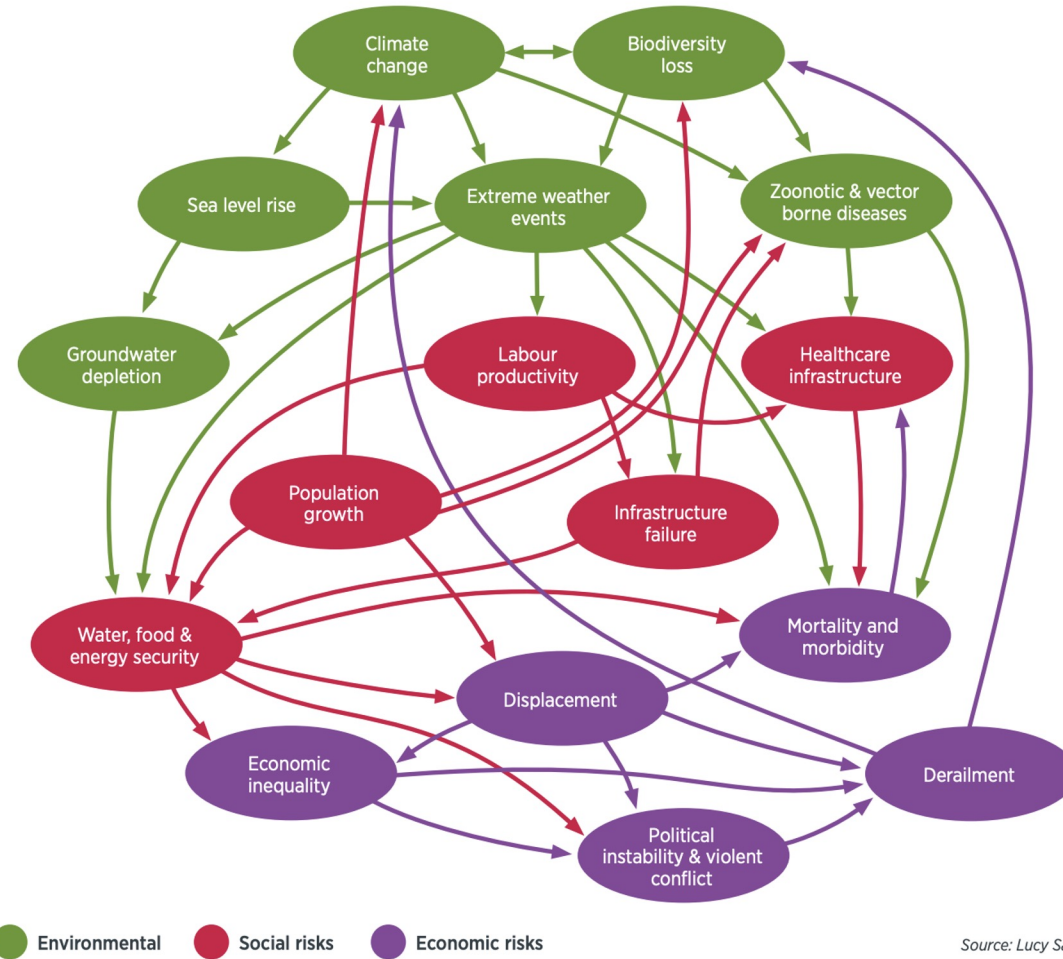 Climate
change
Biodiversity
loss
Sea level rise
Extreme weather
events
Zoonotic & vector
borne diseases
Groundwater
depletion
Labour
productivity
Healthcare
infrastructure
Population
growth
Infrastructure
failure
Water, food &
energy security
Mortality and
morbidity
Displacement
Economic
inequality
Derailment
Political
instability & violent
conflict
Environmental
Social risks
Economic risks
Source: Lucy